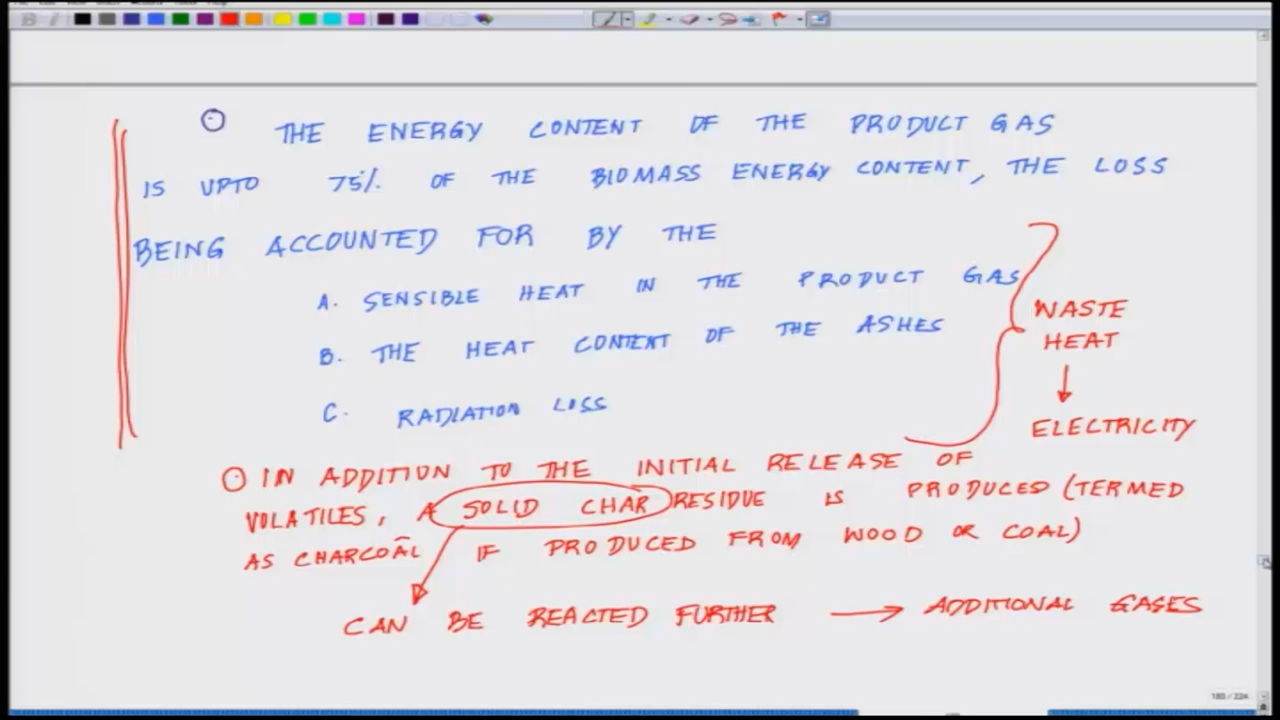 THE ENERGY CONTENT OF THE PRODUCT GAS
IS UPTO 75% OF THE BIOMASS ENERGY CONTENT, THE LOSS
BEING ACCOUNTED FOR BY THE
A. SENSIBLE HEAT IN THE PRODUCT GAS
B. THE HEAT CONTENT OF THE ASHES
C. RADIATION LOSS
WASTE
HEAT
ELECTRICITY
IN ADDITION TO THE INITIAL RELEASE OF
VOLATILES, A SOLID CHAR RESIDUE IS PRODUCED (TERMED
AS CHARCOAL IF PRODUCED FROM WOOD OR COAL)
CAN BE REACTED FURTHER → ADDITIONAL GASES
185 / 224